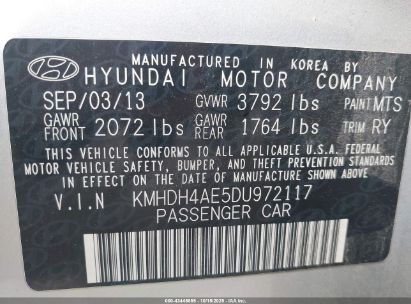 MANUFACTURED IN KOREA BY
HYUNDAI MOTOR COMPANY
SEP/03/13 GVWR 3792 lbs PAINT MTS
GAWR FRONT 2072 lbs GAWR REAR 1764 lbs TRIM RY
THIS VEHICLE CONFORMS TO ALL APPLICABLE U.S.A. FEDERAL
MOTOR VEHICLE SAFETY, BUMPER, AND THEFT PREVENTION STANDARDS
IN EFFECT ON THE DATE OF MANUFACTURE SHOWN ABOVE.
V.I.N KMHDH4AE5DU972117
PASSENGER CAR